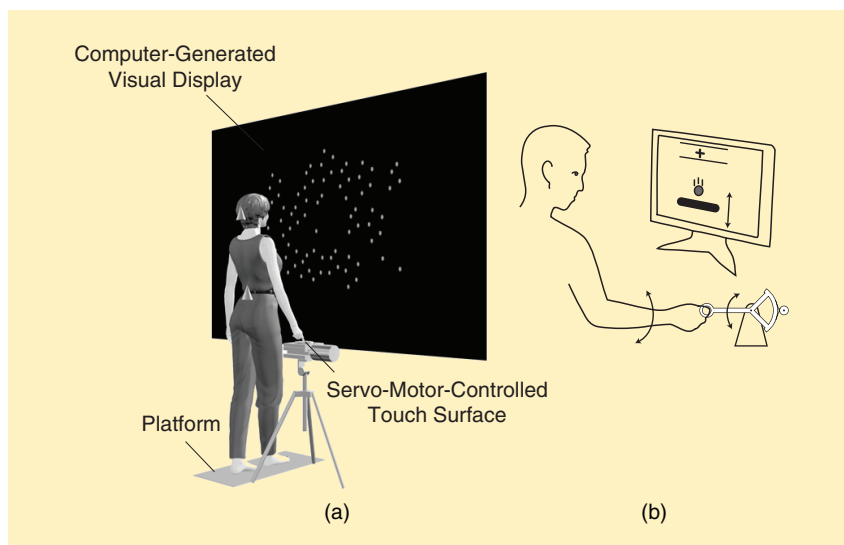 Computer-Generated
Visual Display
Servo-Motor-Controlled
Touch Surface
Platform
(a)
(b)